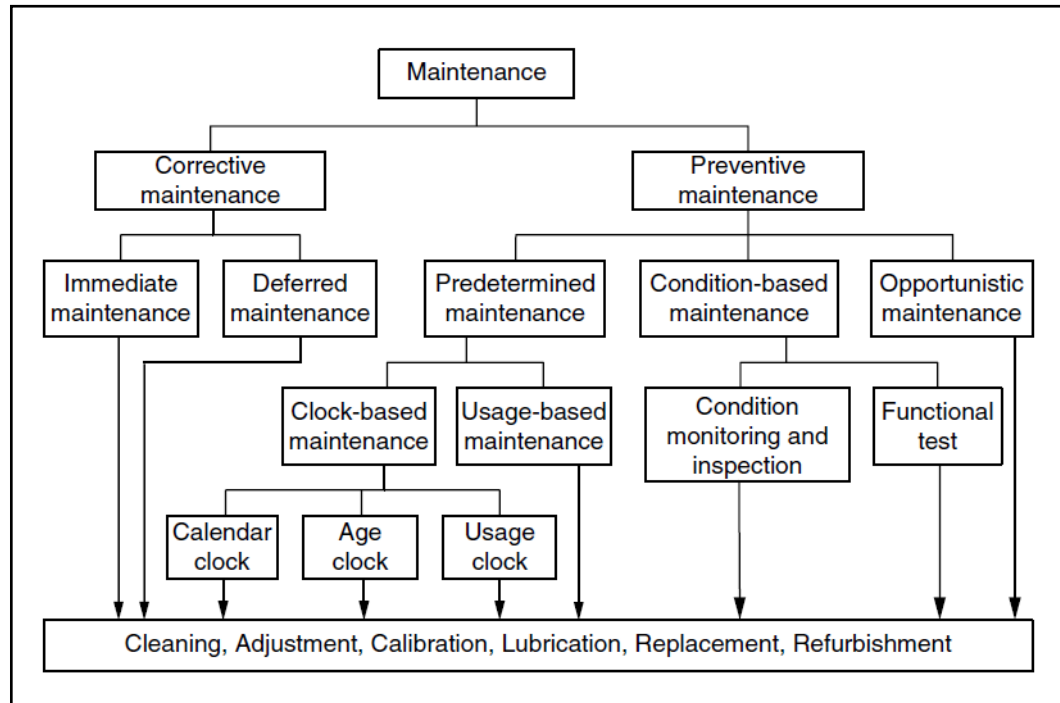 Maintenance
Corrective
maintenance
Preventive
maintenance
Immediate
maintenance
Deferred
maintenance
Predetermined
maintenance
Condition-based
maintenance
Opportunistic
maintenance
Clock-based
maintenance
Usage-based
maintenance
Condition
monitoring and
inspection
Functional
test
Calendar
clock
Age
clock
Usage
clock
Cleaning, Adjustment, Calibration, Lubrication, Replacement, Refurbishment